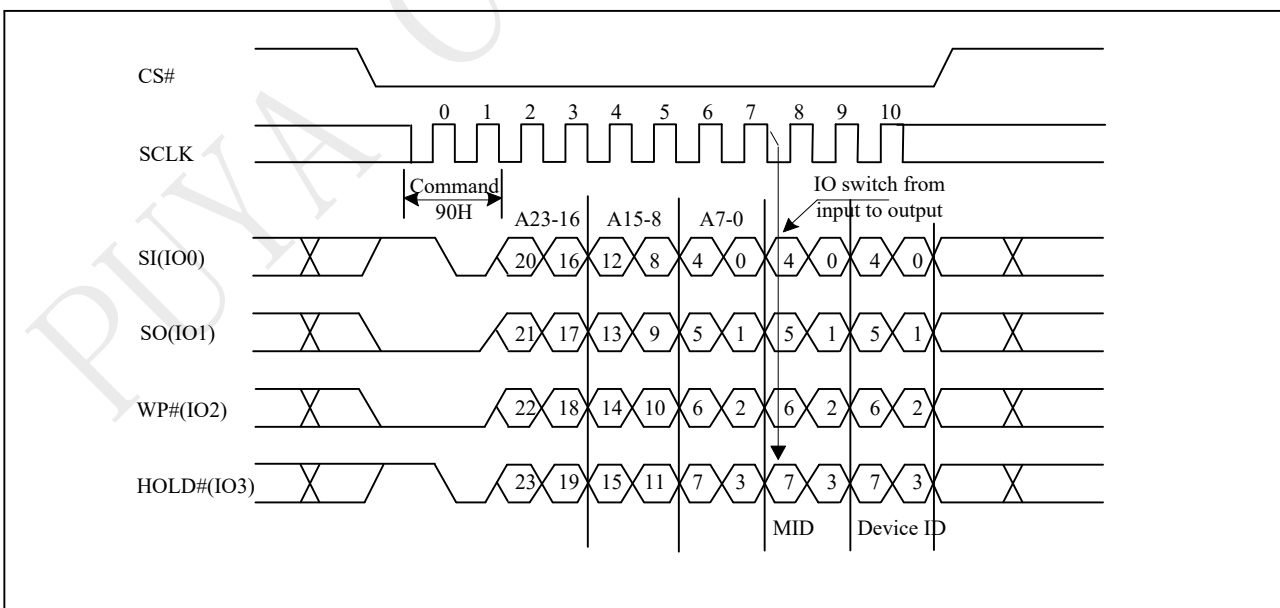 CS#
0 1 2 3 4 5 6 7 8 9 10
SCLK
Command
90H
IO switch from
input to output
A23-16 A15-8 A7-0
SI(IO0) 20 16 12 8 4 0 4 0 4 0
SO(IO1) 21 17 13 9 5 1 5 1 5 1
WP#(IO2) 22 18 14 10 6 2 6 2 6 2
HOLD#(IO3) 23 19 15 11 7 3 7 3 7 3
MID Device ID
PUYA